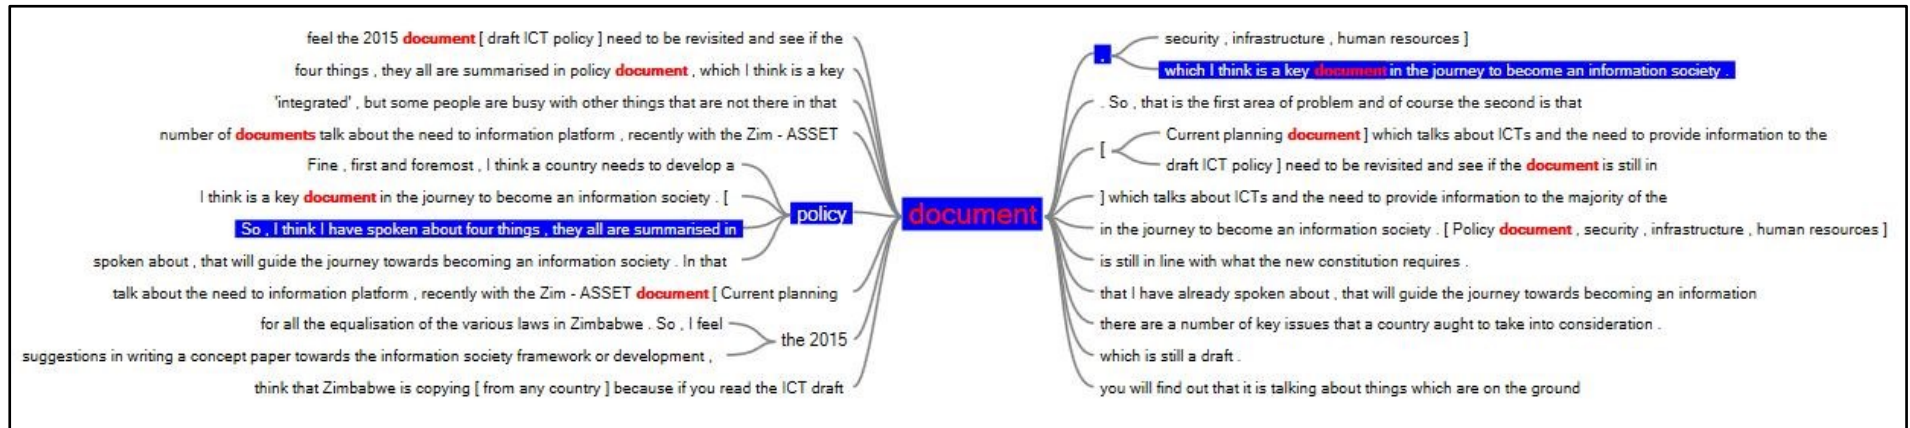 feel the 2015 document [ draft ICT policy ] need to be revisited and see if the
four things , they all are summarised in policy document , which I think is a key
'integrated' , but some people are busy with other things that are not there in that
number of documents talk about the need to information platform , recently with the Zim - ASSET
Fine , first and foremost , I think a country needs to develop a
I think is a key document in the journey to become an information society . [
So , I think I have spoken about four things , they all are summarised in
spoken about , that will guide the journey towards becoming an information society . In that
policy
talk about the need to information platform , recently with the Zim - ASSET document [ Current planning
for all the equalisation of the various laws in Zimbabwe . So , I feel
suggestions in writing a concept paper towards the information society framework or development ,
the 2015
think that Zimbabwe is copying [ from any country ] because if you read the ICT draft
document
,
security , infrastructure , human resources ]
which I think is a key document in the journey to become an information society .
. So , that is the first area of problem and of course the second is that
[
Current planning document ] which talks about ICTs and the need to provide information to the
draft ICT policy ] need to be revisited and see if the document is still in
] which talks about ICTs and the need to provide information to the majority of the
in the journey to become an information society . [ Policy document , security , infrastructure , human resources ]
is still in line with what the new constitution requires .
that I have already spoken about , that will guide the journey towards becoming an information
there are a number of key issues that a country aught to take into consideration .
which is still a draft .
you will find out that it is talking about things which are on the ground